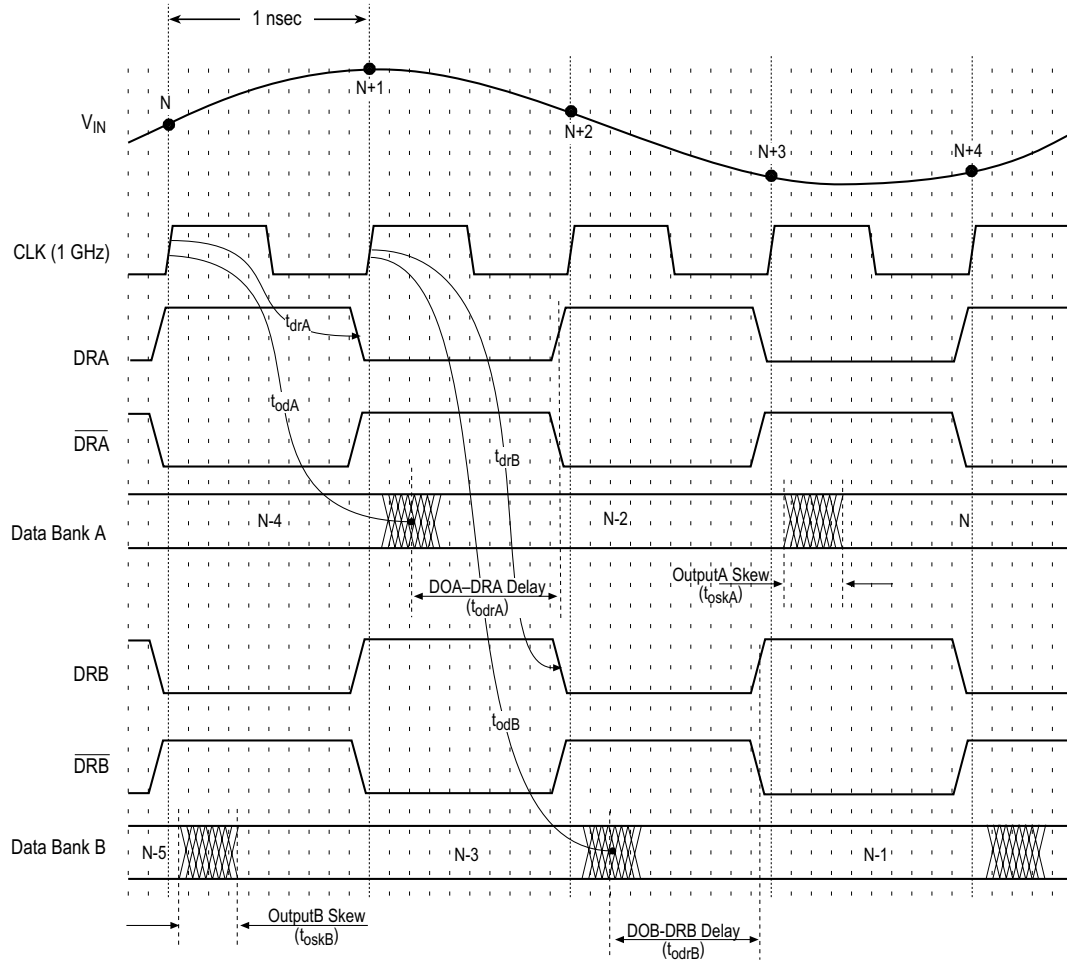 1 nsec
N
N+1
N+2
N+3
N+4
VIN
CLK (1 GHz)
tdrA
DRA
todA
DRA
tdrB
N-4
N-2
N
Data Bank A
DOA–DRA Delay
(todrA)
OutputA Skew
(toskA)
DRB
todB
DRB
Data Bank B
N-5
N-3
N-1
OutputB Skew
(toskB)
DOB-DRB Delay
(todrB)